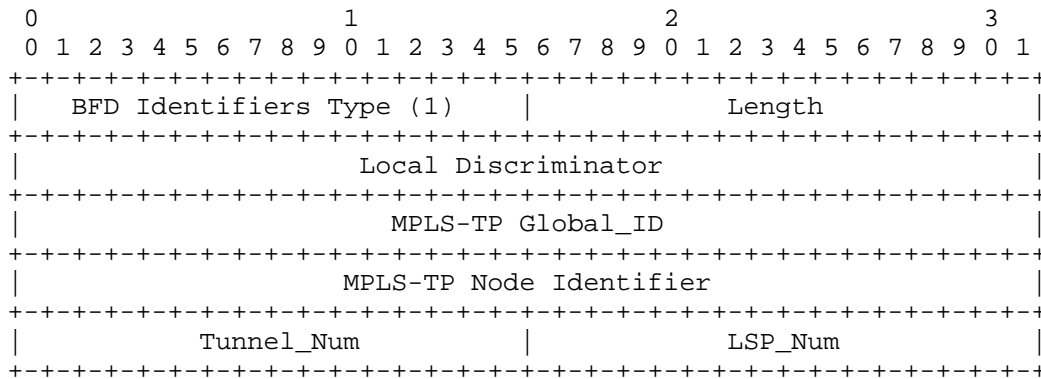 0                   1                   2                   3
 0 1 2 3 4 5 6 7 8 9 0 1 2 3 4 5 6 7 8 9 0 1 2 3 4 5 6 7 8 9 0 1
+-+-+-+-+-+-+-+-+-+-+-+-+-+-+-+-+-+-+-+-+-+-+-+-+-+-+-+-+-+-+-+-+
|   BFD Identifiers Type (1)    |            Length             |
+-+-+-+-+-+-+-+-+-+-+-+-+-+-+-+-+-+-+-+-+-+-+-+-+-+-+-+-+-+-+-+-+
|                     Local Discriminator                       |
+-+-+-+-+-+-+-+-+-+-+-+-+-+-+-+-+-+-+-+-+-+-+-+-+-+-+-+-+-+-+-+-+
|                       MPLS-TP Global_ID                       |
+-+-+-+-+-+-+-+-+-+-+-+-+-+-+-+-+-+-+-+-+-+-+-+-+-+-+-+-+-+-+-+-+
|                    MPLS-TP Node Identifier                    |
+-+-+-+-+-+-+-+-+-+-+-+-+-+-+-+-+-+-+-+-+-+-+-+-+-+-+-+-+-+-+-+-+
|           Tunnel_Num          |            LSP_Num            |
+-+-+-+-+-+-+-+-+-+-+-+-+-+-+-+-+-+-+-+-+-+-+-+-+-+-+-+-+-+-+-+-+